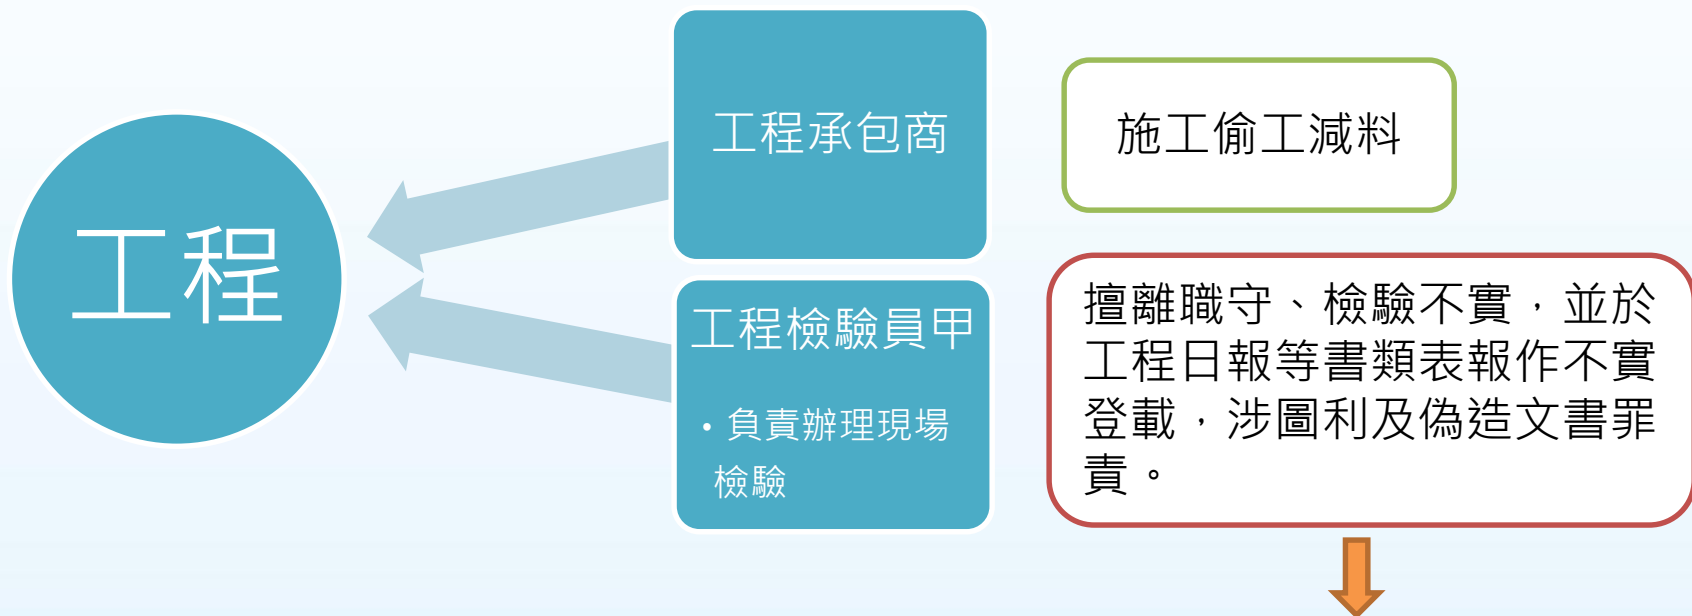 工程
工程承包商
施工偷工減料
工程檢驗員甲
•負責辦理現場
檢驗
擅離職守、檢驗不實，並於
工程日報等書類表報作不實
登載，涉圖利及偽造文書罪
責。